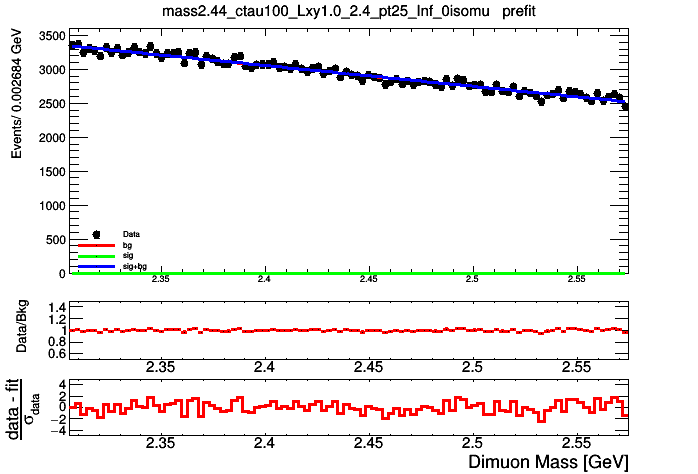 mass2.44_ctau100_Lxy1.0_2.4_pt25_Inf_0isomu prefit
Events/ 0.002684 GeV
3500
3000
2500
2000
1500
1000
500
0
Data
bg
sig
sig+bg
2.35 2.4 2.45 2.5 2.55
Data/Bkg
1.4
1.2
1
0.8
0.6
2.35 2.4 2.45 2.5 2.55
data - fit
σdata
4
2
0
−2
−4
2.35 2.4 2.45 2.5 2.55
Dimuon Mass [GeV]